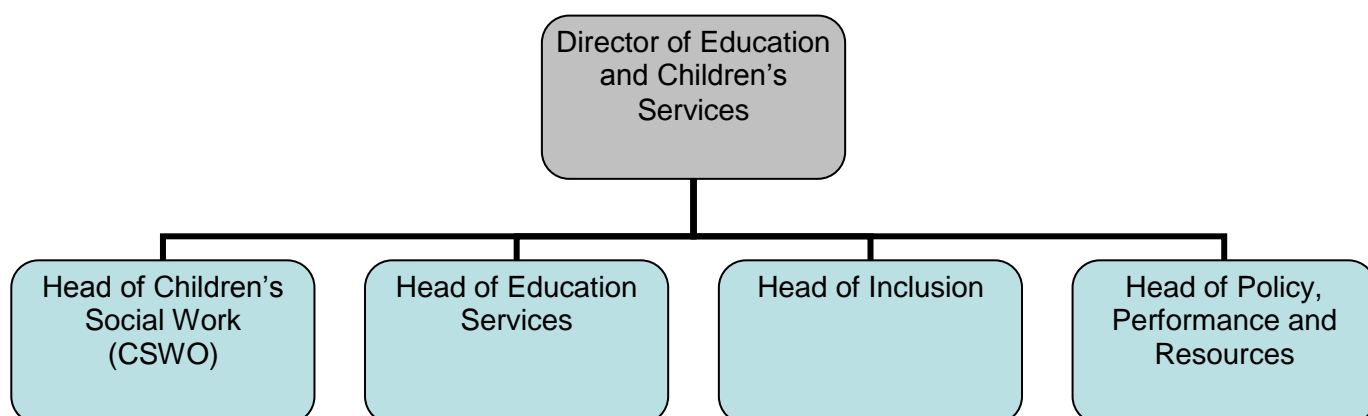 Director of Education
and Children’s
Services
Head of Children’s
Social Work
(CSWO)
Head of Education
Services
Head of Inclusion
Head of Policy,
Performance and
Resources